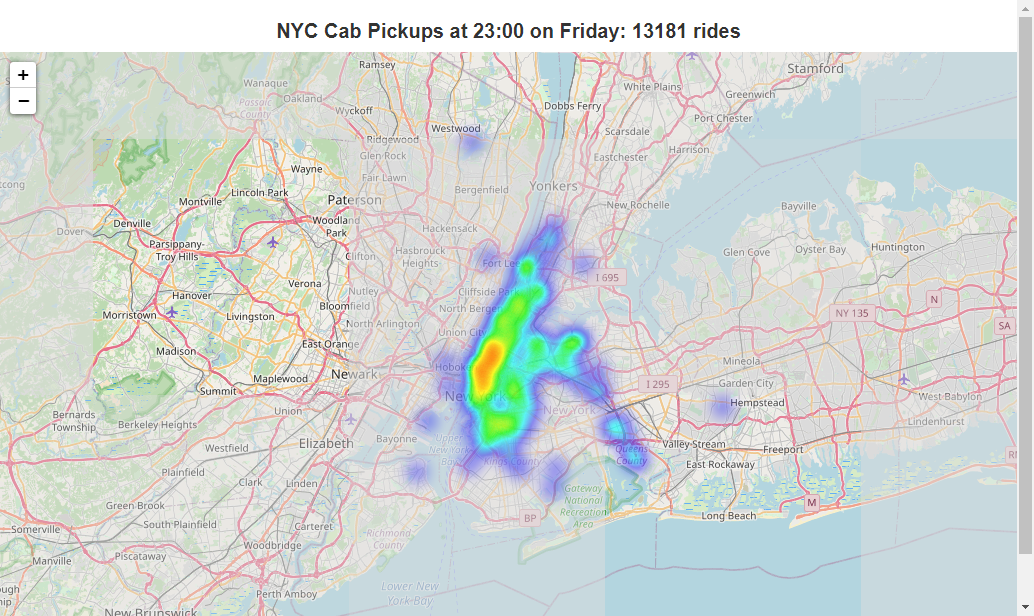 NYC Cab Pickups at 23:00 on Friday: 13181 rides
+
−
Ramsey
Stamford
Wanaque
Oakland
White Plains
Greenwich
Passaic
County
Wyckoff
Dobbs Ferry
Port Chester
Westwood
Scarsdale
Ridgewood
Glen Rock
Eastchester
Harrison
Wayne
Fair Lawn
Bergenfield
Yonkers
Lincoln Park
Montville
Paterson
New Rochelle
Bayville
Denville
Woodland
Park
Hackensack
Dover
Parsippany-
Troy Hills
Clifton
Hasbrouck
Heights
Glen Cove
Oyster Bay
Huntington
Fort Lee
I 695
Verona
Nutley
Cliffside Park
Hanover
Bloomfield
North Bergen
N
Morristown
Livingston
North Arlington
Union City
NY 135
SA
Madison
East Orange
Mineola
Newark
Hoboken
Maplewood
I 295
Garden City
Summit
New York
Hempstead
West Babylon
Bernards
Township
Union
New York
Berkeley Heights
Bayonne
Lindenhurst
Westfield
Elizabeth
Upper
New York
Bay
Valley Stream
Freeport
Queens
County
Kings County
East Rockaway
Plainfield
Clark
Linden
Gateway
National
Recreation
Area
Green Brook
M
BP
Long Beach
South Plainfield
Carteret
Somerville
Richmond
County
Woodbridge
Piscataway
Manville
Lower New
York Bay
Perth Amboy
New Brunswick